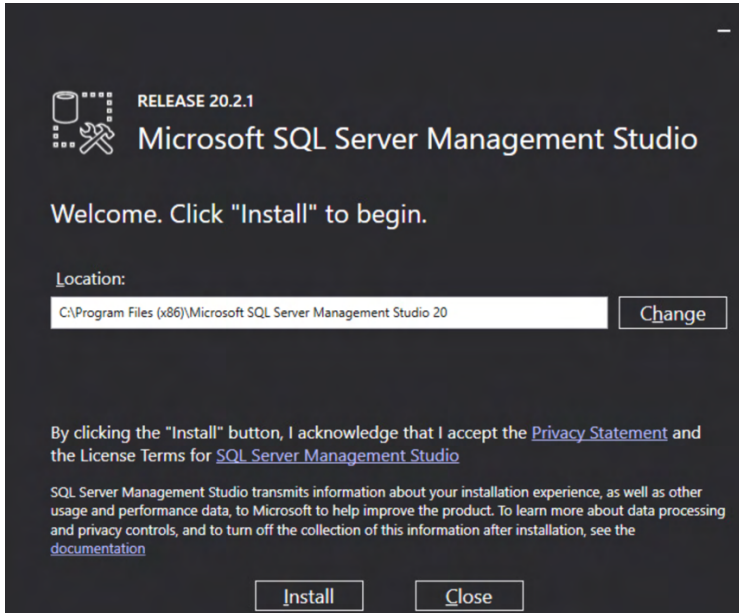 RELEASE 20.2.1
Microsoft SQL Server Management Studio
Welcome. Click "Install" to begin.
Location:
C:\Program Files (x86)\Microsoft SQL Server Management Studio 20
Change
By clicking the "Install" button, I acknowledge that I accept the Privacy Statement and
the License Terms for SQL Server Management Studio
SQL Server Management Studio transmits information about your installation experience, as well as other
usage and performance data, to Microsoft to help improve the product. To learn more about data processing
and privacy controls, and to turn off the collection of this information after installation, see the
documentation
Install
Close